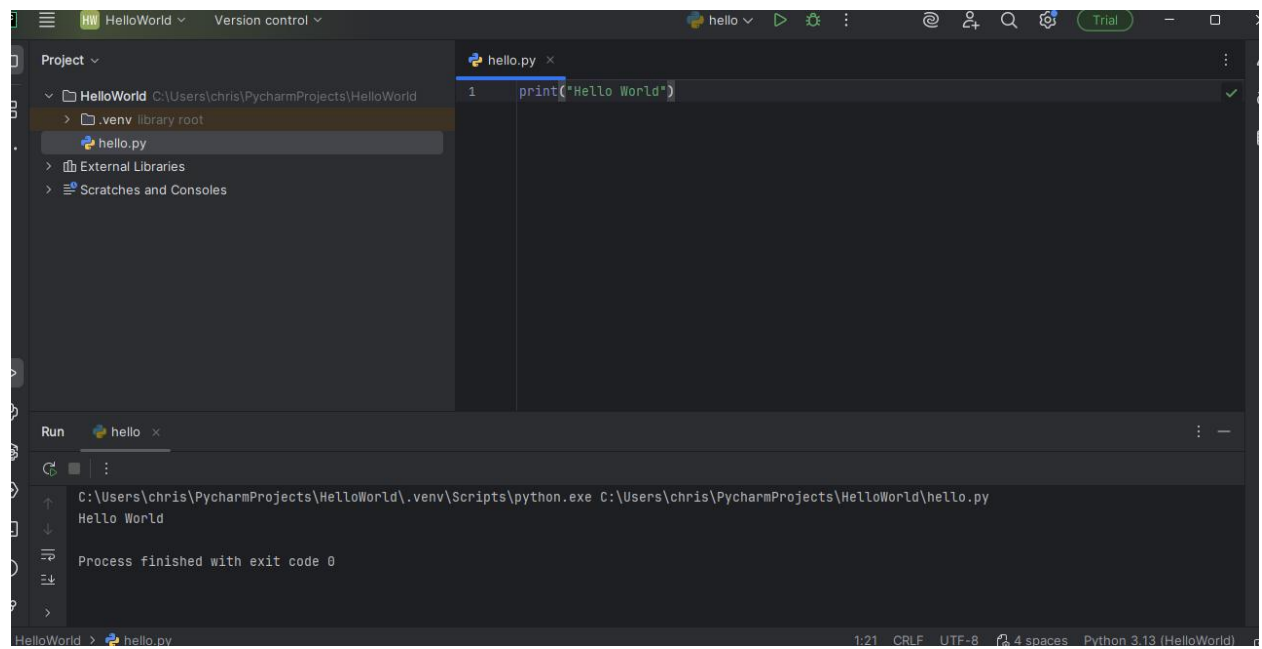 HW HelloWorld Version control hello Trial
Project
hello.py
HelloWorld C:\Users\chris\PycharmProjects\HelloWorld
1 print("Hello World")
.venv library root
hello.py
External Libraries
Scratches and Consoles
Run hello
C:\Users\chris\PycharmProjects\HelloWorld\.venv\Scripts\python.exe C:\Users\chris\PycharmProjects\HelloWorld\hello.py
Hello World
Process finished with exit code 0
HelloWorld > hello.py 1:21 CRLF UTF-8 4 spaces Python 3.13 (HelloWorld)